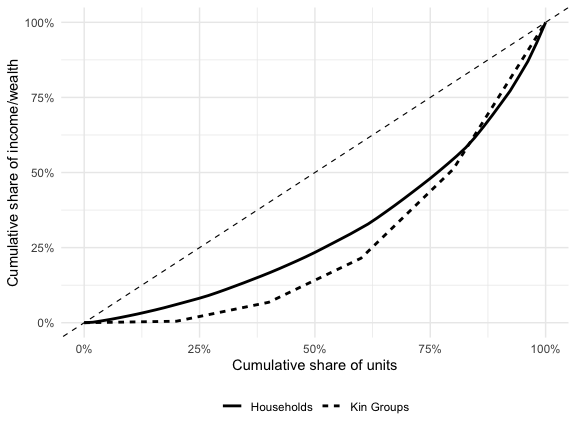 100%
75%
50%
25%
0%
Cumulative share of income/wealth
0%
25%
50%
75%
100%
Cumulative share of units
Households
Kin Groups